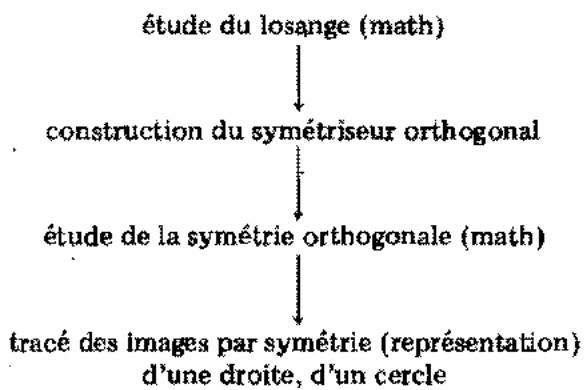 étude du losange (math)
construction du symétriseur orthogonal
étude de la symétrie orthogonale (math)
tracé des images par symétrie (représentation)
d'une droite, d'un cercle